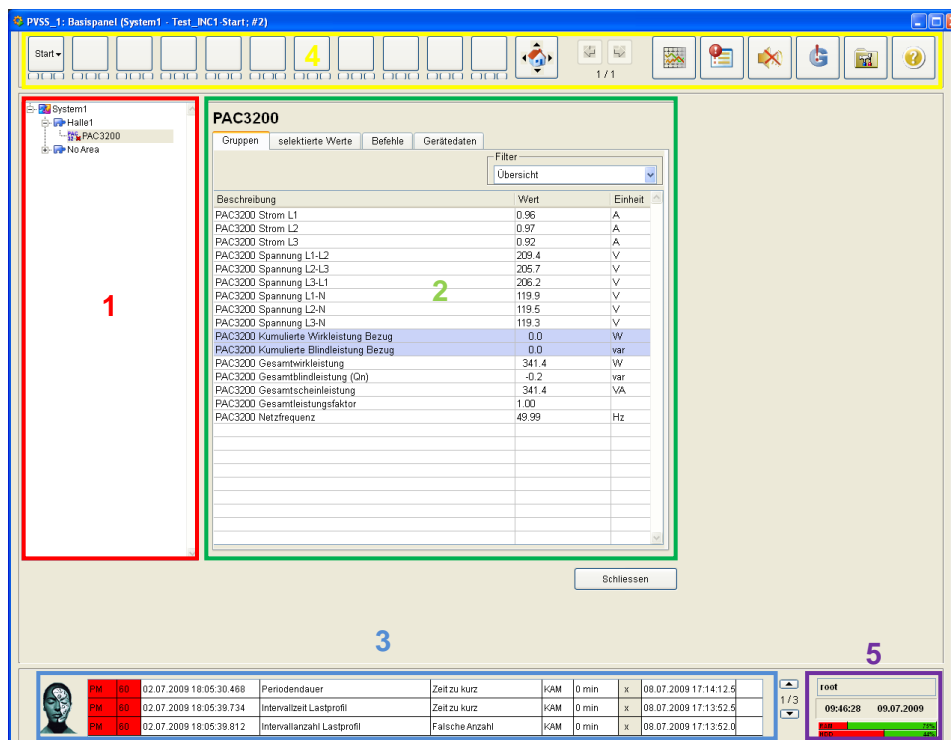 PVSS_1: Basispanel (System1 - Test_INC1-Start; #2)
Start
4
1 / 1
System1
Halle1
PAC3200
No Area
1
PAC3200
Gruppen selektierte Werte Befehle Gerätedaten
Filter
Übersicht
Beschreibung Wert Einheit
PAC3200 Strom L1 0.96 A
PAC3200 Strom L2 0.97 A
PAC3200 Strom L3 0.92 A
PAC3200 Spannung L1-L2 209.4 V
PAC3200 Spannung L2-L3 205.7 V
PAC3200 Spannung L3-L1 206.2 V
PAC3200 Spannung L1-N 119.9 V
PAC3200 Spannung L2-N 119.5 V
PAC3200 Spannung L3-N 119.3 V
PAC3200 Kumulierte Wirkleistung Bezug 0.0 W
PAC3200 Kumulierte Blindleistung Bezug 0.0 var
PAC3200 Gesamtwirkleistung 341.4 W
PAC3200 Gesamtblindleistung (Qn) -0.2 var
PAC3200 Gesamtscheinleistung 341.4 VA
PAC3200 Gesamtleistungsfaktor 1.00
PAC3200 Netzfrequenz 49.99 Hz
2
Schliessen
3
5
PM 60 02.07.2009 18:05:30.468 Periodendauer Zeit zu kurz KAM 0 min x 08.07.2009 17:14:12.5
PM 60 02.07.2009 18:05:39.734 Intervallzeit Lastprofil Zeit zu kurz KAM 0 min x 08.07.2009 17:13:52.5
PM 60 02.07.2009 18:05:39.812 Intervallanzahl Lastprofil Falsche Anzahl KAM 0 min x 08.07.2009 17:13:52.0
1 / 3
root
09:46:28 09.07.2009
RAM 75%
HDD 44%